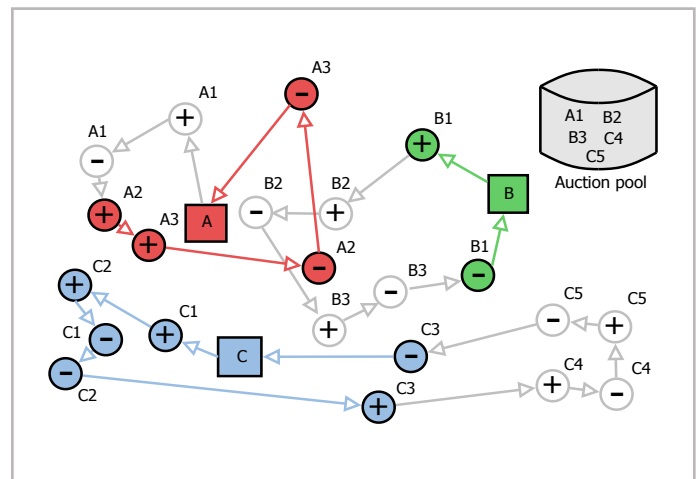 A3
A1
+
-
A1
-
A2
+
A3
+
A
A2
-
B2
-
B2
+
B1
+
B
B1
-
B3
-
B3
+
A1 B2
B3 C4
C5
Auction pool
C2
+
C1
-
C2
-
C1
+
C
C3
-
C3
+
C5
-
C5
+
C4
+
C4
-